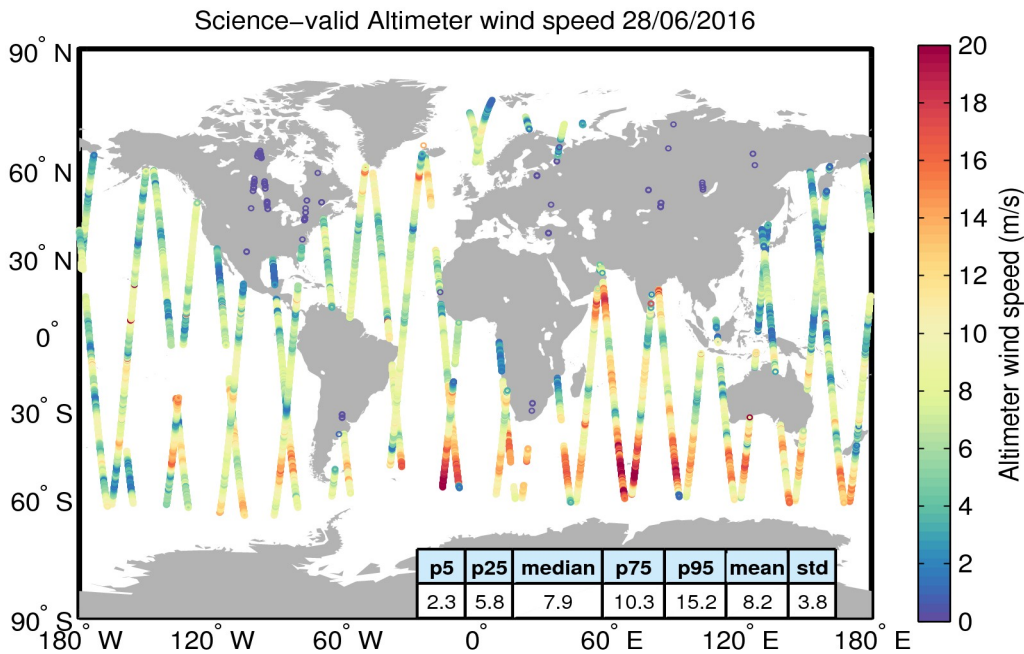 Science−valid Altimeter wind speed 28/06/2016
90° N
60° N
30° N
0°
30° S
60° S
90° S
180° W
120° W
60° W
0°
60° E
120° E
180° E
p5 p25 median p75 p95 mean std
2.3 5.8 7.9 10.3 15.2 8.2 3.8
20
18
16
14
12
10
8
6
4
2
0
Altimeter wind speed (m/s)